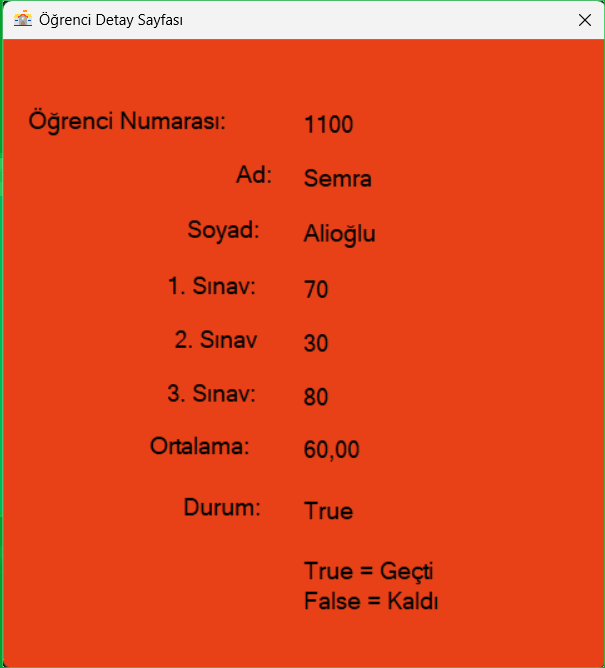 Öğrenci Detay Sayfası
Öğrenci Numarası: 1100
Ad: Semra
Soyad: Alioğlu
1. Sınav: 70
2. Sınav 30
3. Sınav: 80
Ortalama: 60,00
Durum: True
True = Geçti
False = Kaldı